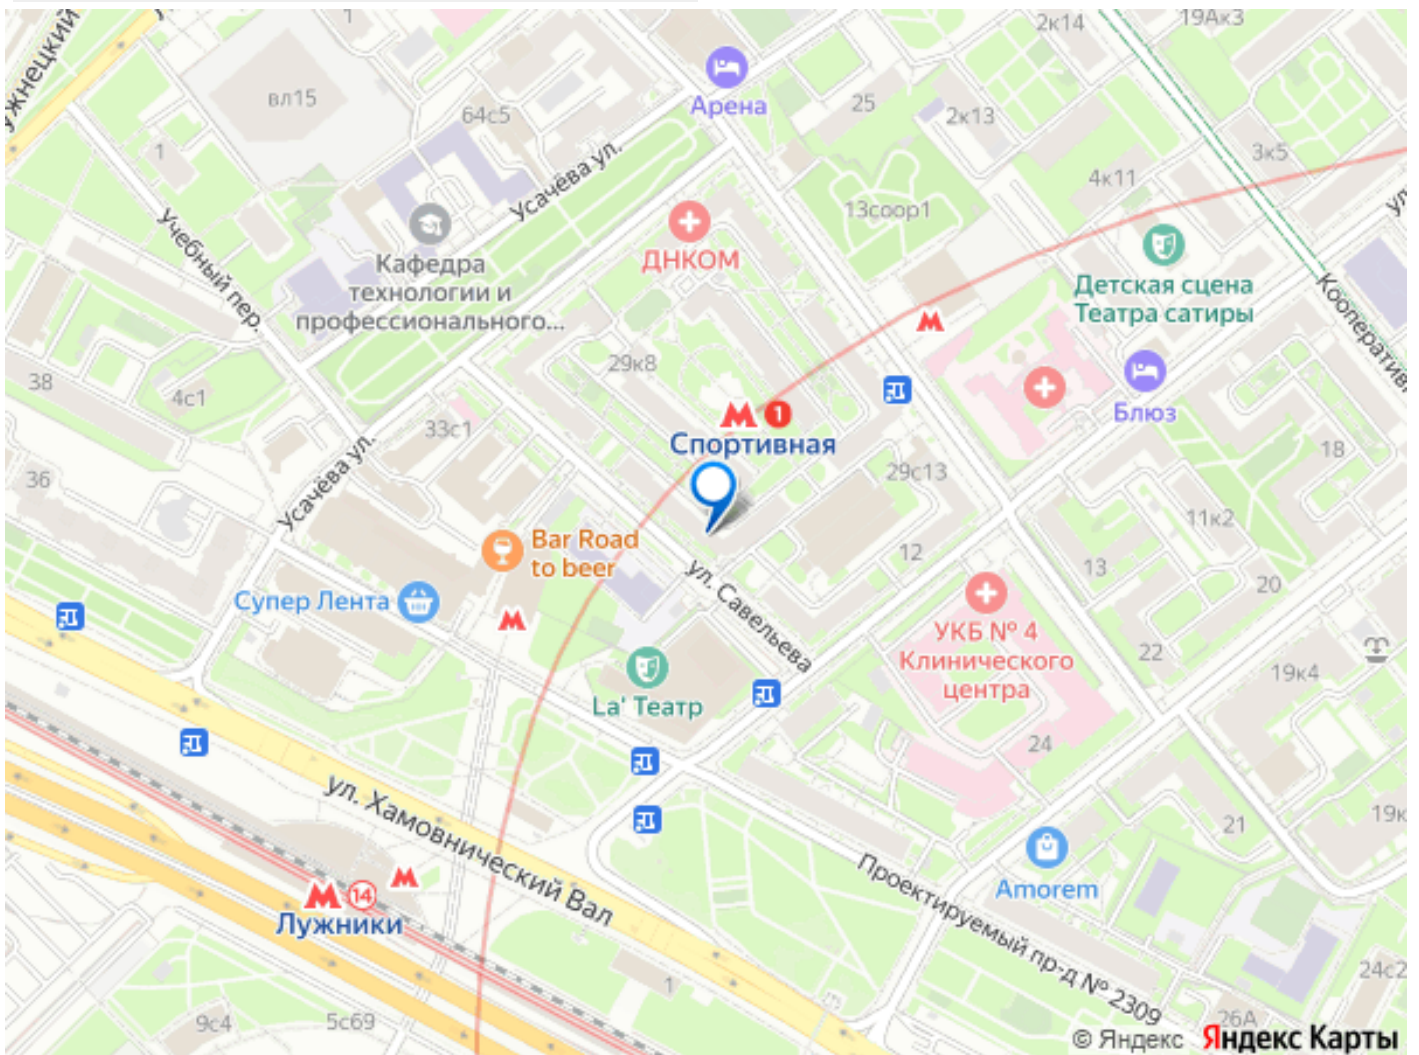 1
2к14
19Ак3
вл15
64с5
Арена
25
2к13
1
Усачёва ул.
3к5
4к11
13соор1
Учебный пер.
Кафедра
технологии и
профессионального...
ДНКОМ
Детская сцена
Театра сатиры
29к8
38
4с1
Блюз
1
Спортивная
33с1
Усачёва ул.
18
36
29с13
11к2
Bar Road
to beer
12
13
20
ул. Савельева
Супер Лента
УКБ № 4
Клинического
центра
22
19к4
La' Театр
24
ул. Хамовнический Вал
21
14
Лужники
Amorem
Проектируемый пр-д № 2309
1
9с4
5с69
26А
© Яндекс Яндекс Карты